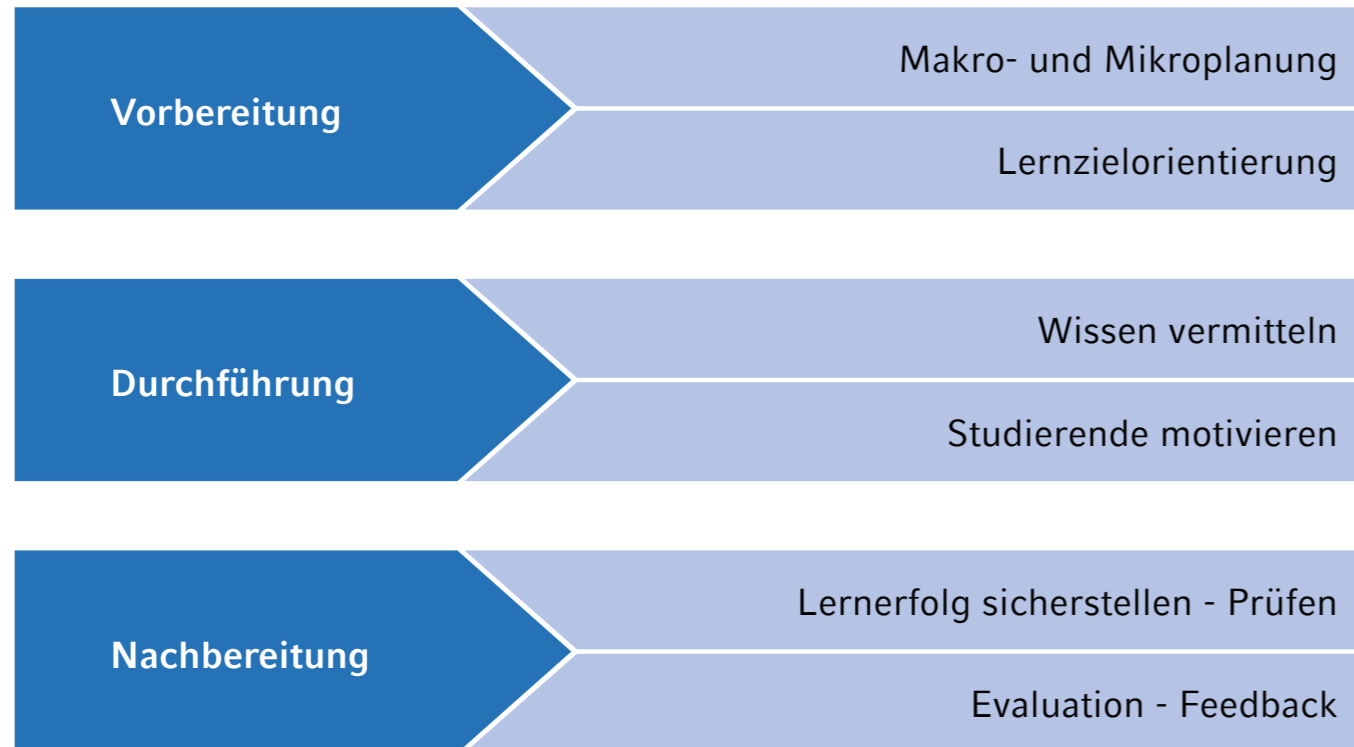 Vorbereitung
Makro- und Mikroplanung
Lernzielorientierung
Durchführung
Wissen vermitteln
Studierende motivieren
Nachbereitung
Lernerfolg sicherstellen - Prüfen
Evaluation - Feedback